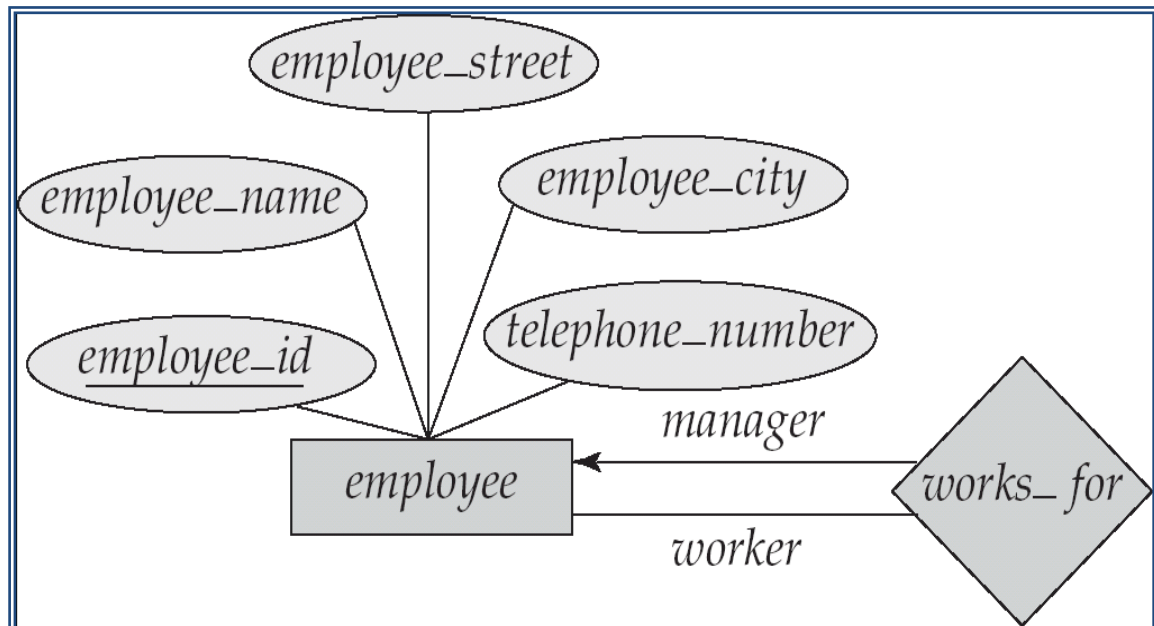 employee_street
employee_name
employee_city
employee_id
telephone_number
manager
employee
works_for
worker